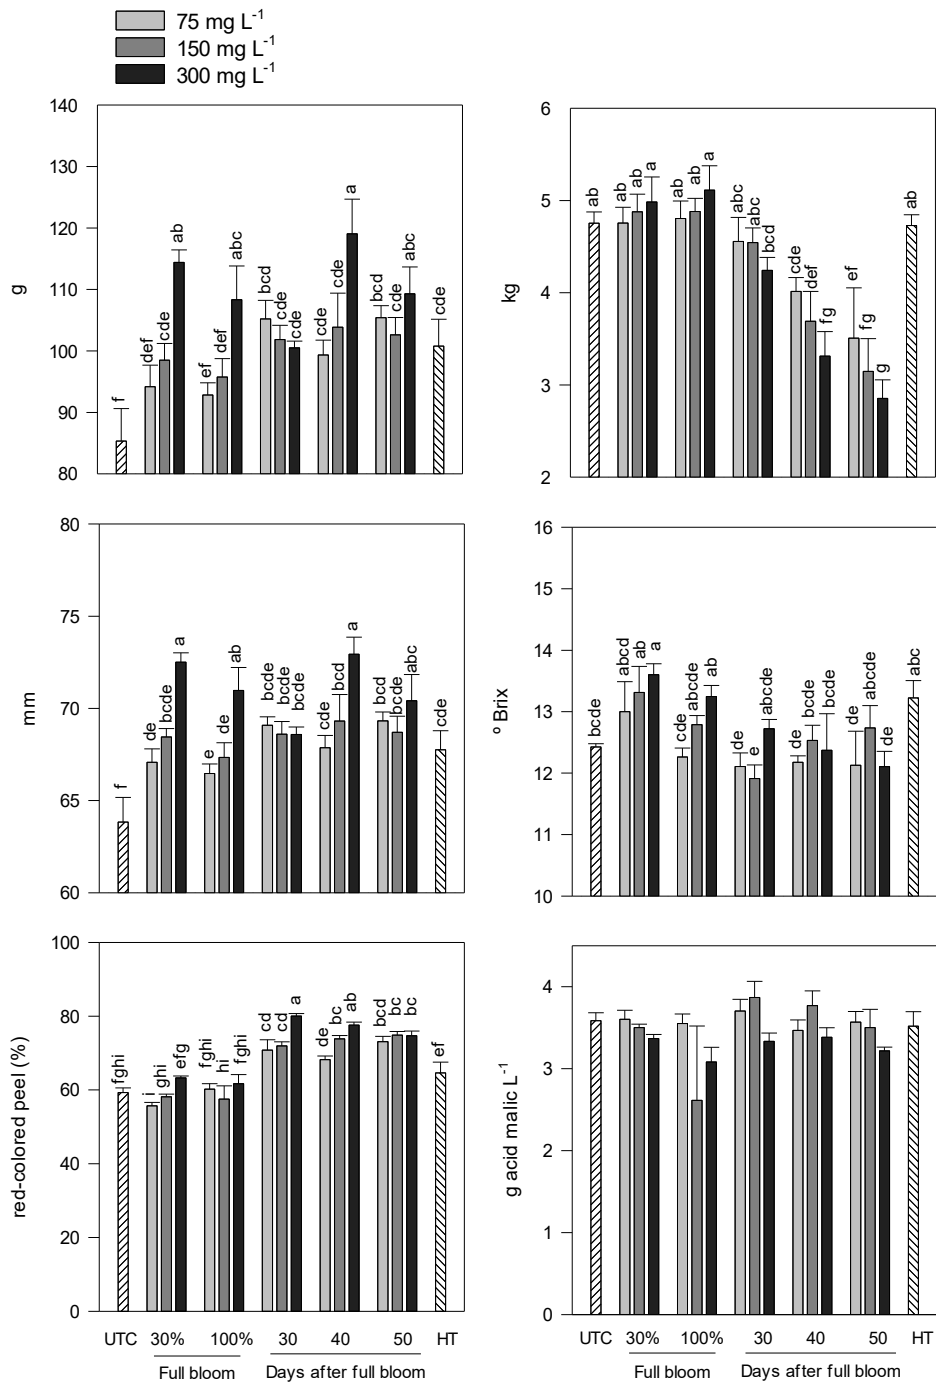 75 mg L-1
150 mg L-1
300 mg L-1
140
130
120
110
100
90
80
g
f
def
cde
ab
ef
def
abc
bcd
cde
cde
cde
cde
a
bcd
cde
abc
cde
6
5
4
3
2
kg
ab
ab
ab
a
ab
ab
a
abc
abc
bcd
cde
def
fg
ef
fg
g
ab
80
75
70
65
60
mm
f
de
bcde
a
e
de
ab
bcde
bcde
bcde
cde
bcd
a
bcd
bcde
abc
cde
16
15
14
13
12
11
10
º Brix
bcde
abcd
ab
a
cde
abcde
ab
de
e
abcde
de
bcde
abcde
de
abcde
de
abc
100
80
60
40
20
0
red-colored peel (%)
fghi
i
ghi
efg
fghi
hi
fghi
cd
cd
a
de
bc
ab
bcd
bc
bc
ef
UTC 30% 100% 30 40 50 HT
Full bloom Days after full bloom
4
3
2
1
0
g acid malic L-1
UTC 30% 100% 30 40 50 HT
Full bloom Days after full bloom